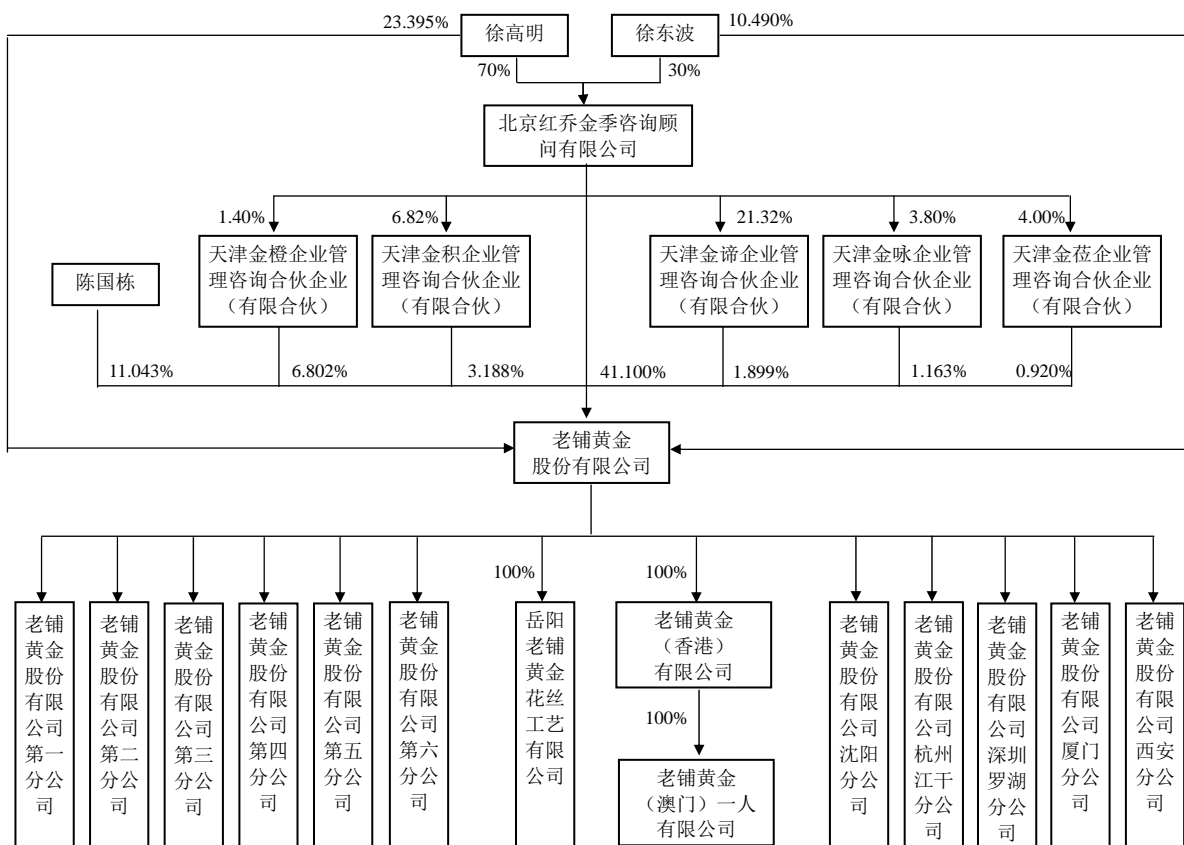 23.395%
徐高明
徐东波
10.490%
70%
30%
北京红乔金季咨询顾
问有限公司
1.40%
6.82%
21.32%
3.80%
4.00%
陈国栋
天津金橙企业管
理咨询合伙企业
（有限合伙）
天津金积企业管
理咨询合伙企业
（有限合伙）
天津金谛企业管
理咨询合伙企业
（有限合伙）
天津金咏企业管
理咨询合伙企业
（有限合伙）
天津金莅企业管
理咨询合伙企业
（有限合伙）
11.043%
6.802%
3.188%
41.100%
1.899%
1.163%
0.920%
老铺黄金
股份有限公司
100%
100%
老铺
黄金
股份
有限
公司
第一
分公
司
老铺
黄金
股份
有限
公司
第二
分公
司
老铺
黄金
股份
有限
公司
第三
分公
司
老铺
黄金
股份
有限
公司
第四
分公
司
老铺
黄金
股份
有限
公司
第五
分公
司
老铺
黄金
股份
有限
公司
第六
分公
司
岳阳
老铺
黄金
花丝
工艺
有限
公司
老铺黄金
（香港）
有限公司
100%
老铺黄金
（澳门）一人
有限公司
老铺
黄金
股份
有限
公司
沈阳
分公
司
老铺
黄金
股份
有限
公司
杭州
江干
分公
司
老铺
黄金
股份
有限
公司
深圳
罗湖
分公
司
老铺
黄金
股份
有限
公司
厦门
分公
司
老铺
黄金
股份
有限
公司
西安
分公
司